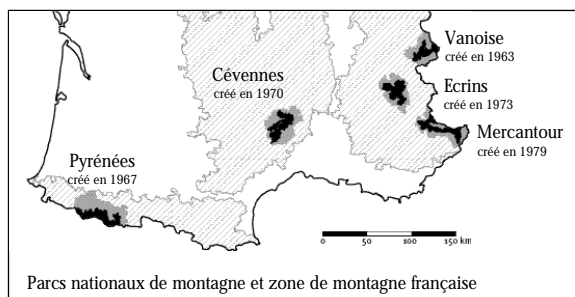 Vanoise
créé en 1963
Cévennes
créé en 1970
Ecrins
créé en 1973
Mercantour
créé en 1979
Pyrénées
créé en 1967
0 50 100 150 km
Parcs nationaux de montagne et zone de montagne française